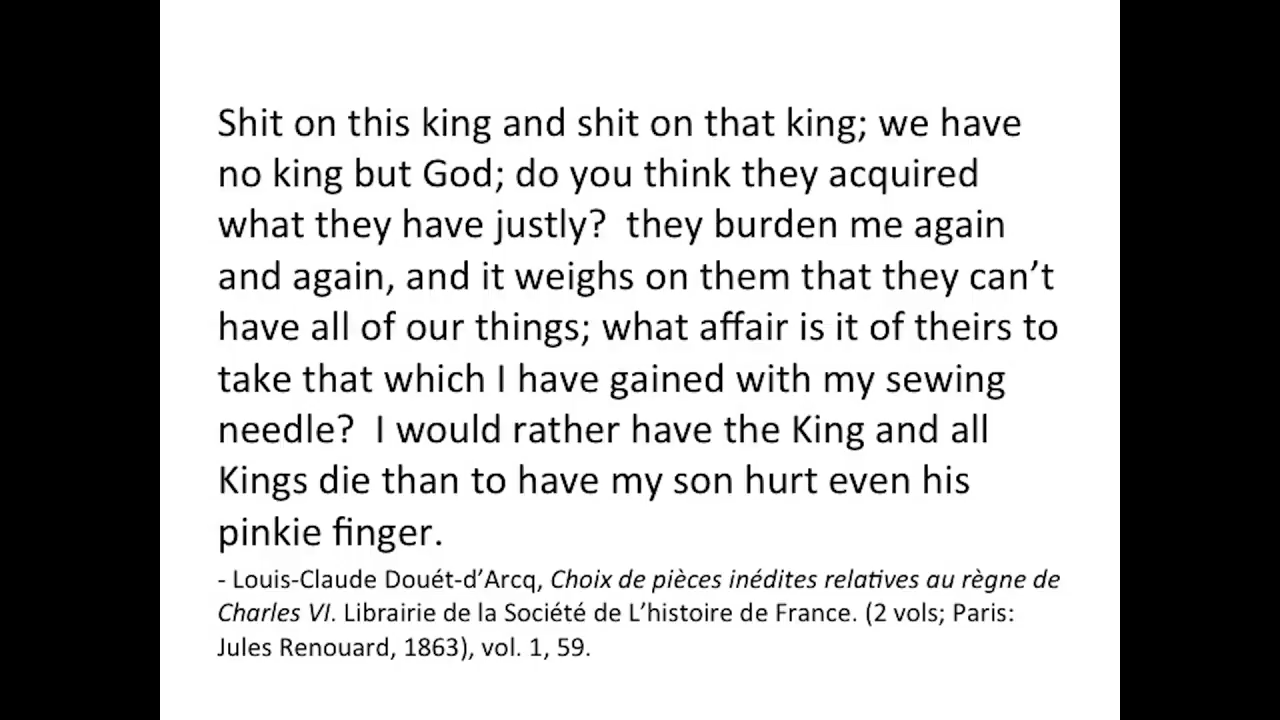 Shit on this king and shit on that king; we have
no king but God; do you think they acquired
what they have justly?  they burden me again
and again, and it weighs on them that they can’t
have all of our things; what affair is it of theirs to
take that which I have gained with my sewing
needle?  I would rather have the King and all
Kings die than to have my son hurt even his
pinkie finger.
- Louis-Claude Douét-d’Arcq, Choix de pièces inédites relatives au règne de
Charles VI. Librairie de la Société de L’histoire de France. (2 vols; Paris:
Jules Renouard, 1863), vol. 1, 59.